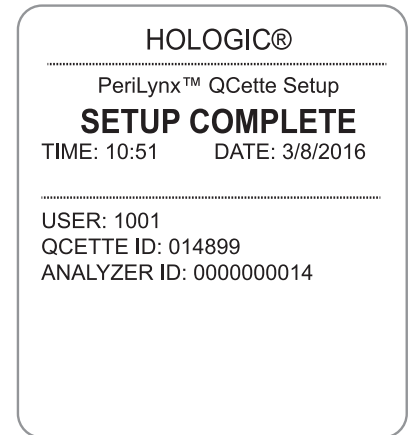 HOLOGIC®
PeriLynx™ QCette Setup
SETUP COMPLETE
TIME: 10:51 DATE: 3/8/2016
USER: 1001
QCETTE ID: 014899
ANALYZER ID: 0000000014